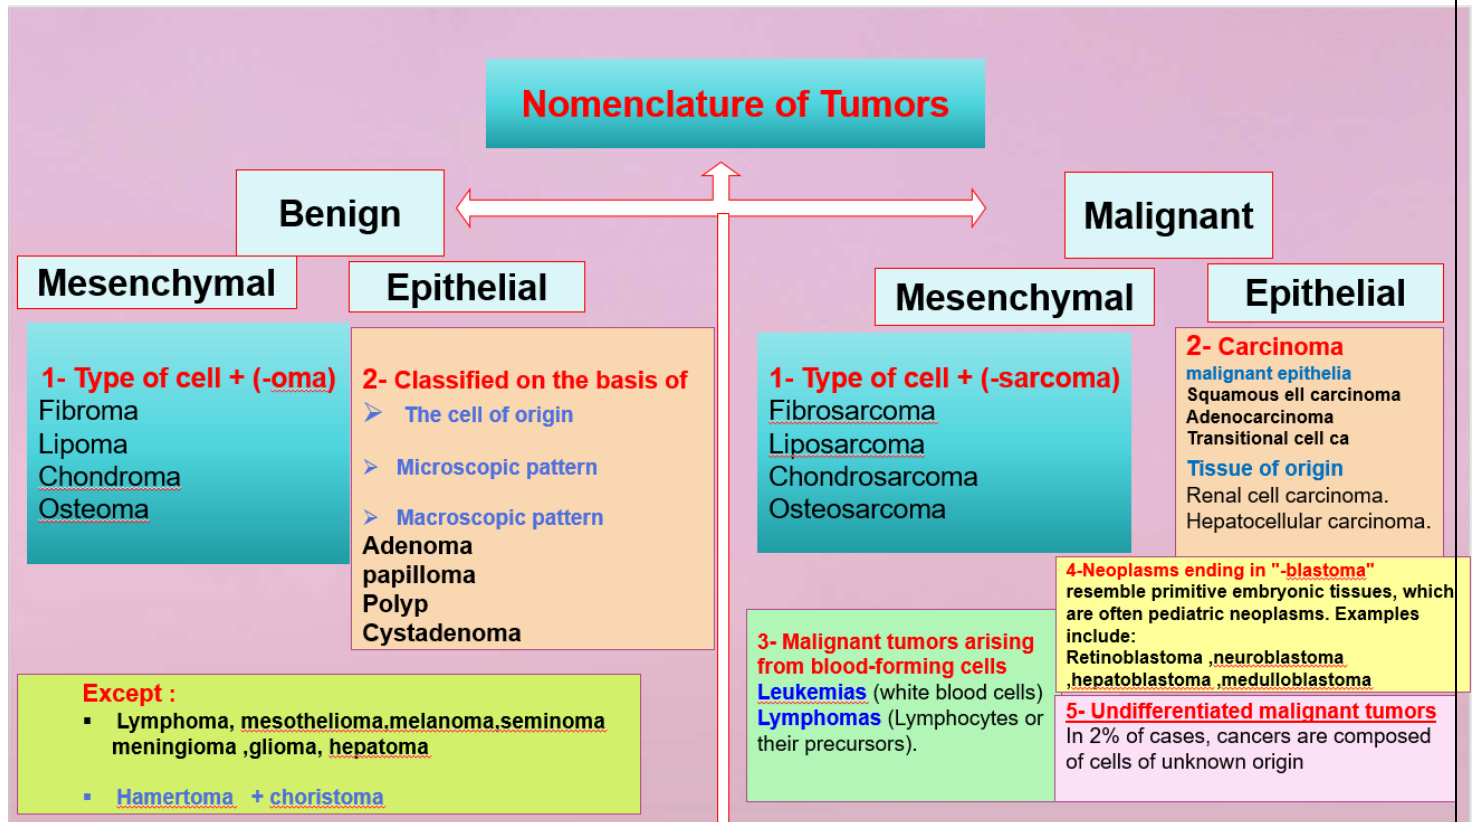 Nomenclature of Tumors
Benign
Mesenchymal
Epithelial
1- Type of cell + (-oma)
Fibroma
Lipoma
Chondroma
Osteoma
2- Classified on the basis of
➢ The cell of origin
➢ Microscopic pattern
➢ Macroscopic pattern
Adenoma
papilloma
Polyp
Cystadenoma
Except :
▪ Lymphoma, mesothelioma.melanoma,seminoma
meningioma ,glioma, hepatoma
▪ Hamertoma + choristoma
Malignant
Mesenchymal
Epithelial
1- Type of cell + (-sarcoma)
Fibrosarcoma
Liposarcoma
Chondrosarcoma
Osteosarcoma
2- Carcinoma
malignant epithelia
Squamous ell carcinoma
Adenocarcinoma
Transitional cell ca
Tissue of origin
Renal cell carcinoma.
Hepatocellular carcinoma.
3- Malignant tumors arising
from blood-forming cells
Leukemias (white blood cells)
Lymphomas (Lymphocytes or
their precursors).
4-Neoplasms ending in "-blastoma"
resemble primitive embryonic tissues, which
are often pediatric neoplasms. Examples
include:
Retinoblastoma ,neuroblastoma
,hepatoblastoma ,medulloblastoma
5- Undifferentiated malignant tumors
In 2% of cases, cancers are composed
of cells of unknown origin